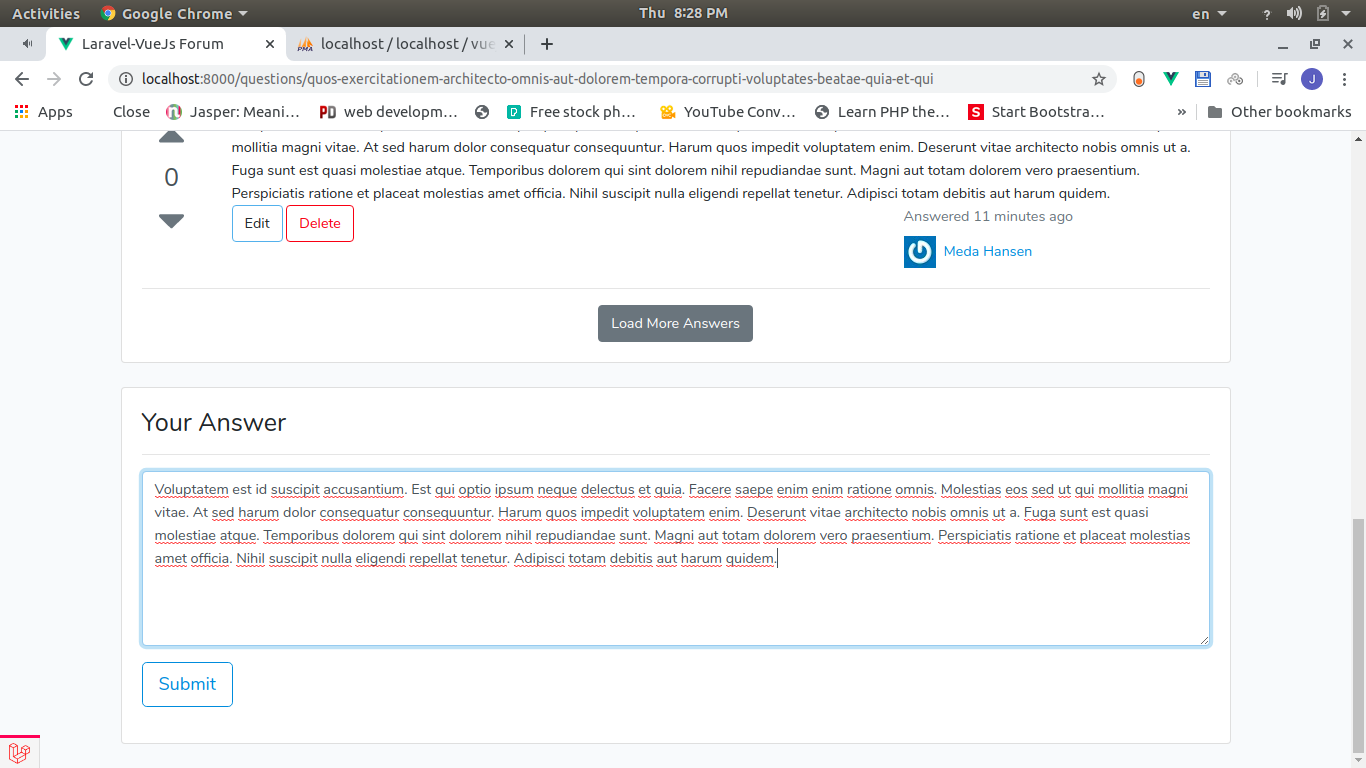 Activities Google Chrome Thu 8:28 PM en ?
Laravel-VueJs Forum localhost / localhost / vue
localhost:8000/questions/quos-exercitationem-architecto-omnis-aut-dolorem-tempora-corrupti-voluptates-beatae-quia-et-qui J
Apps Close Jasper: Meani… PD web developm… Free stock ph… YouTube Conv… Learn PHP the… S Start Bootstra… » Other bookmarks
mollitia magni vitae. At sed harum dolor consequatur consequuntur. Harum quos impedit voluptatem enim. Deserunt vitae architecto nobis omnis ut a.
0
Fuga sunt est quasi molestiae atque. Temporibus dolorem qui sint dolorem nihil repudiandae sunt. Magni aut totam dolorem vero praesentium.
Perspiciatis ratione et placeat molestias amet officia. Nihil suscipit nulla eligendi repellat tenetur. Adipisci totam debitis aut harum quidem.
Edit Delete
Answered 11 minutes ago
Meda Hansen
Load More Answers
Your Answer
Voluptatem est id suscipit accusantium. Est qui optio ipsum neque delectus et quia. Facere saepe enim enim ratione omnis. Molestias eos sed ut qui mollitia magni
vitae. At sed harum dolor consequatur consequuntur. Harum quos impedit voluptatem enim. Deserunt vitae architecto nobis omnis ut a. Fuga sunt est quasi
molestiae atque. Temporibus dolorem qui sint dolorem nihil repudiandae sunt. Magni aut totam dolorem vero praesentium. Perspiciatis ratione et placeat molestias
amet officia. Nihil suscipit nulla eligendi repellat tenetur. Adipisci totam debitis aut harum quidem.
Submit